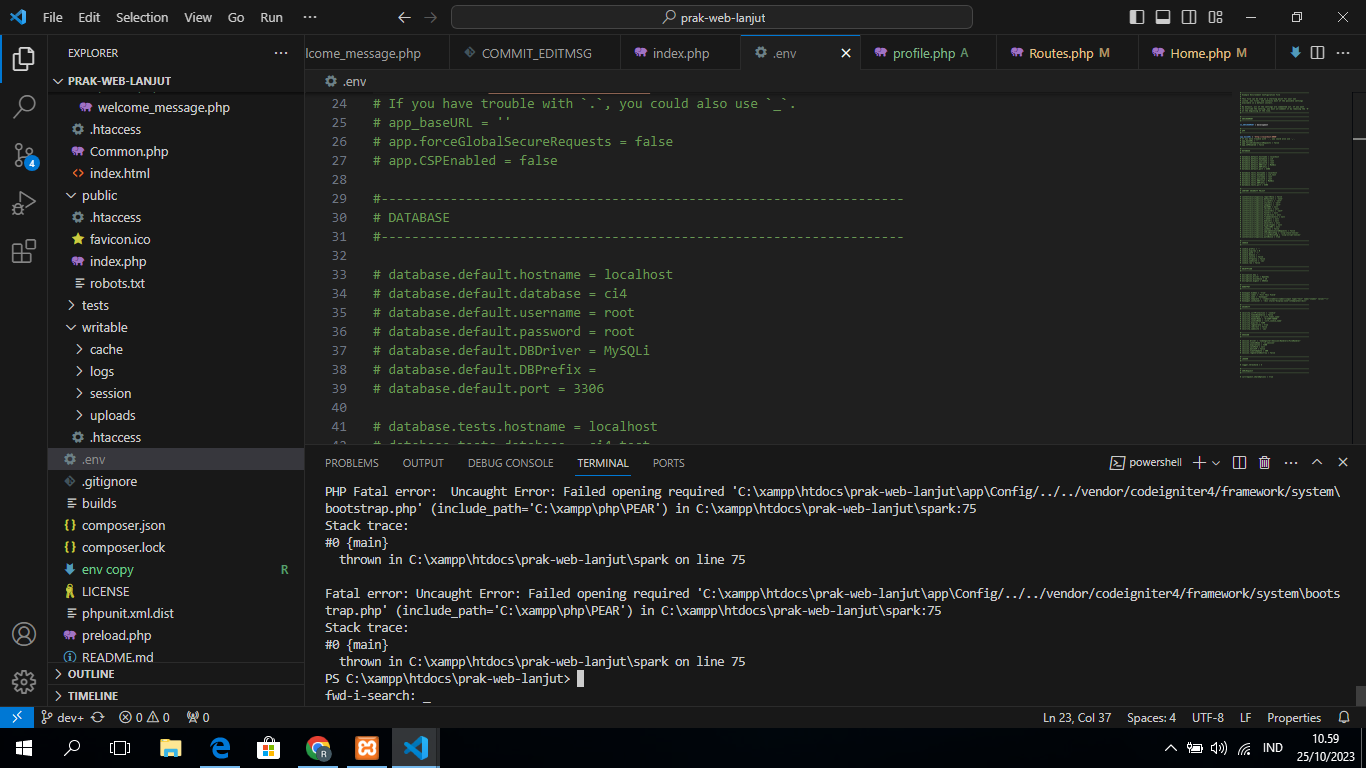 File Edit Selection View Go Run ···
prak-web-lanjut
EXPLORER
PRAK-WEB-LANJUT
welcome_message.php
.htaccess
Common.php
index.html
public
.htaccess
favicon.ico
index.php
robots.txt
tests
writable
cache
logs
session
uploads
.htaccess
.env
.gitignore
builds
composer.json
composer.lock
env copy R
LICENSE
phpunit.xml.dist
preload.php
README.md
OUTLINE
TIMELINE
4
lcome_message.php COMMIT_EDITMSG index.php .env profile.php A Routes.php M Home.php M
.env
24 # If you have trouble with `.`, you could also use `_`.
25 # app_baseURL = ''
26 # app.forceGlobalSecureRequests = false
27 # app.CSPEnabled = false
28
29 #--------------------------------------------------------------------
30 # DATABASE
31 #--------------------------------------------------------------------
32
33 # database.default.hostname = localhost
34 # database.default.database = ci4
35 # database.default.username = root
36 # database.default.password = root
37 # database.default.DBDriver = MySQLi
38 # database.default.DBPrefix =
39 # database.default.port = 3306
40
41 # database.tests.hostname = localhost
42 # database.tests.database = ci4_test
PROBLEMS OUTPUT DEBUG CONSOLE TERMINAL PORTS
powershell
PHP Fatal error:  Uncaught Error: Failed opening required 'C:\xampp\htdocs\prak-web-lanjut\app\Config/../../vendor/codeigniter4/framework/system\
bootstrap.php' (include_path='C:\xampp\php\PEAR') in C:\xampp\htdocs\prak-web-lanjut\spark:75
Stack trace:
#0 {main}
  thrown in C:\xampp\htdocs\prak-web-lanjut\spark on line 75
Fatal error: Uncaught Error: Failed opening required 'C:\xampp\htdocs\prak-web-lanjut\app\Config/../../vendor/codeigniter4/framework/system\boots
trap.php' (include_path='C:\xampp\php\PEAR') in C:\xampp\htdocs\prak-web-lanjut\spark:75
Stack trace:
#0 {main}
  thrown in C:\xampp\htdocs\prak-web-lanjut\spark on line 75
PS C:\xampp\htdocs\prak-web-lanjut>
fwd-i-search: _
dev+ 0 0 0
Ln 23, Col 37 Spaces: 4 UTF-8 LF Properties
IND
10.59
25/10/2023